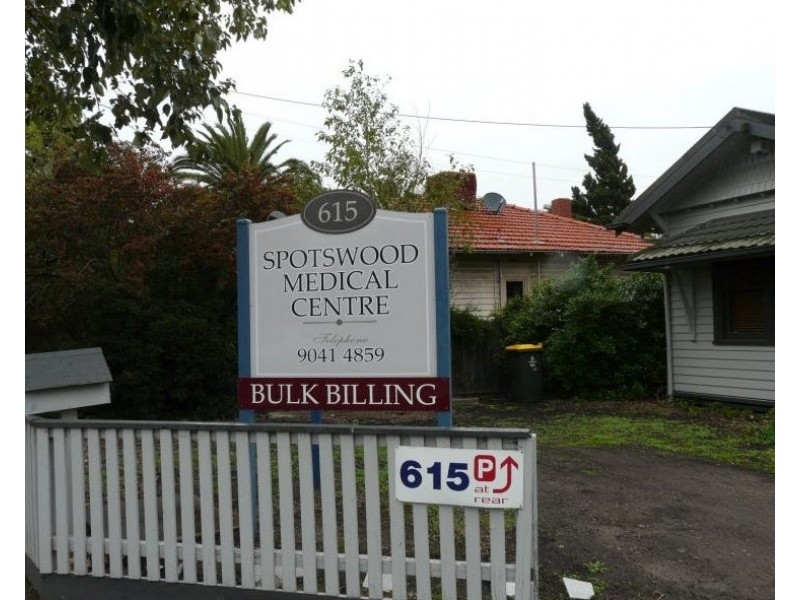 615
SPOTSWOOD
MEDICAL
CENTRE
Telephone
9041 4859
BULK BILLING
615 P
at
rear